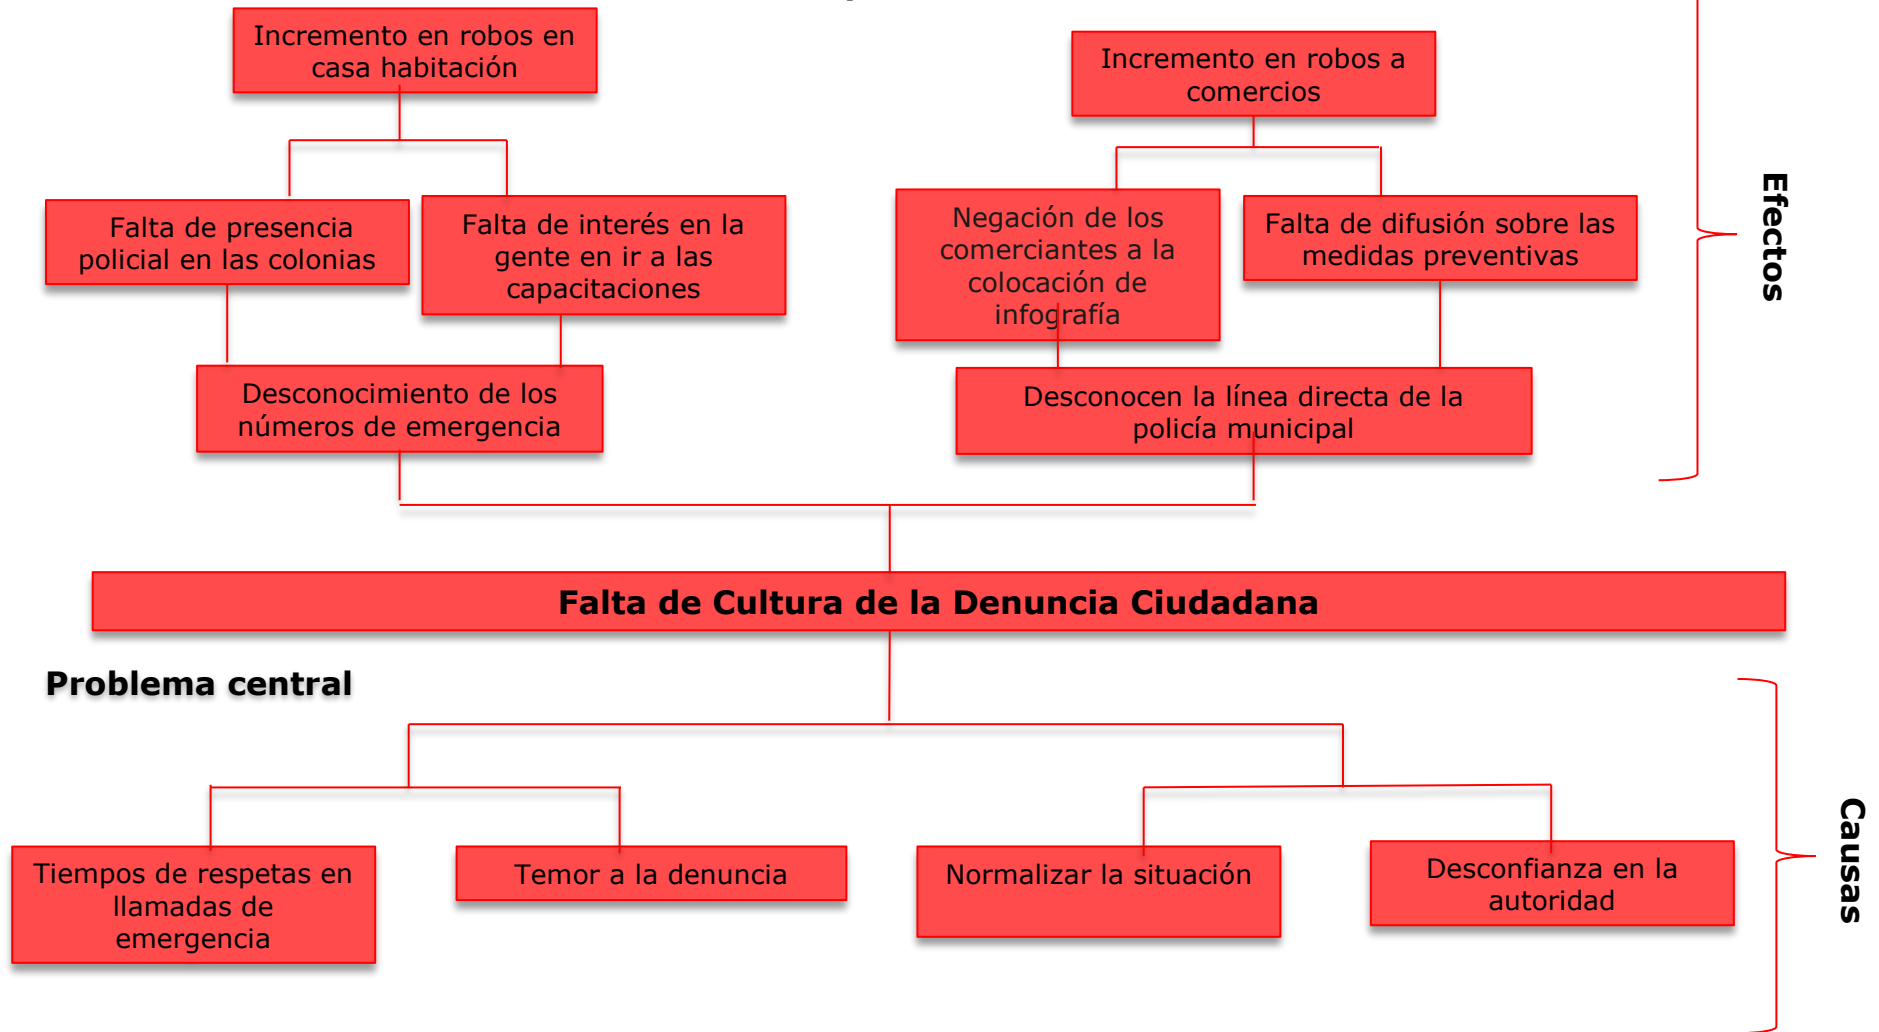 Incremento en robos en
casa habitación
Incremento en robos a
comercios
Falta de presencia
policial en las colonias
Falta de interés en la
gente en ir a las
capacitaciones
Negación de los
comerciantes a la
colocación de
infografía
Falta de difusión sobre las
medidas preventivas
Efectos
Desconocimiento de los
números de emergencia
Desconocen la línea directa de la
policía municipal
Falta de Cultura de la Denuncia Ciudadana
Problema central
Tiempos de respetas en
llamadas de
emergencia
Temor a la denuncia
Normalizar la situación
Desconfianza en la
autoridad
Causas